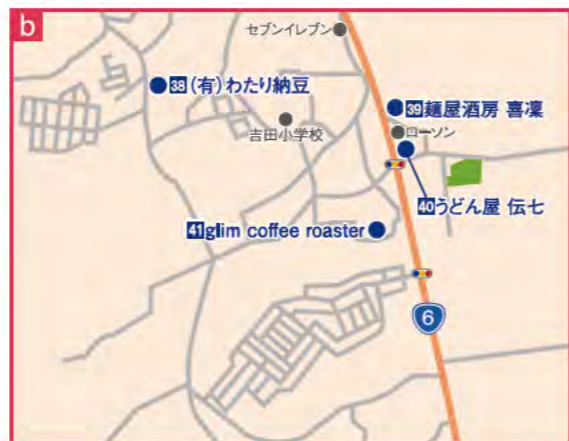 b
セブンイレブン
38(有)わたり納豆
吉田小学校
39麺屋酒房 喜凜
ローソン
40うどん屋 伝七
41glim coffee roaster
6